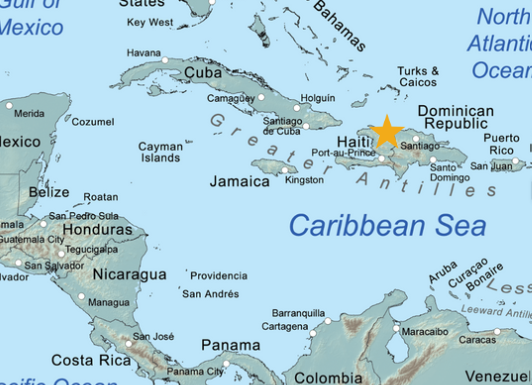 Gulf of
Mexico
States
Key West
Bahamas
North
Atlantic
Ocean
Havana
Cuba
Turks &
Caicos
Camagüey
Holguín
Merida
Cozumel
Santiago
de Cuba
Dominican
Republic
Mexico
Cayman
Islands
Greater Antilles
Haiti
Port-au-Prince
Santiago
Puerto
Rico
San Juan
Santo
Domingo
Jamaica
Kingston
Belize
Roatan
San Pedro Sula
Honduras
Caribbean Sea
Guatemala City
Tegucigalpa
San Salvador
Nicaragua
Managua
Providencia
San Andrés
Aruba
Curaçao
Bonaire
Less
Leeward Antilles
Barranquilla
Cartagena
Maracaibo
Caracas
San José
Costa Rica
Panama
Panama City
Colombia
Venezuel
Pacific Ocean